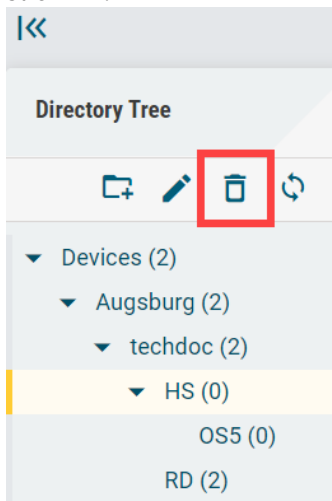 Directory Tree
Devices (2)
Augsburg (2)
techdoc (2)
HS (0)
OS5 (0)
RD (2)